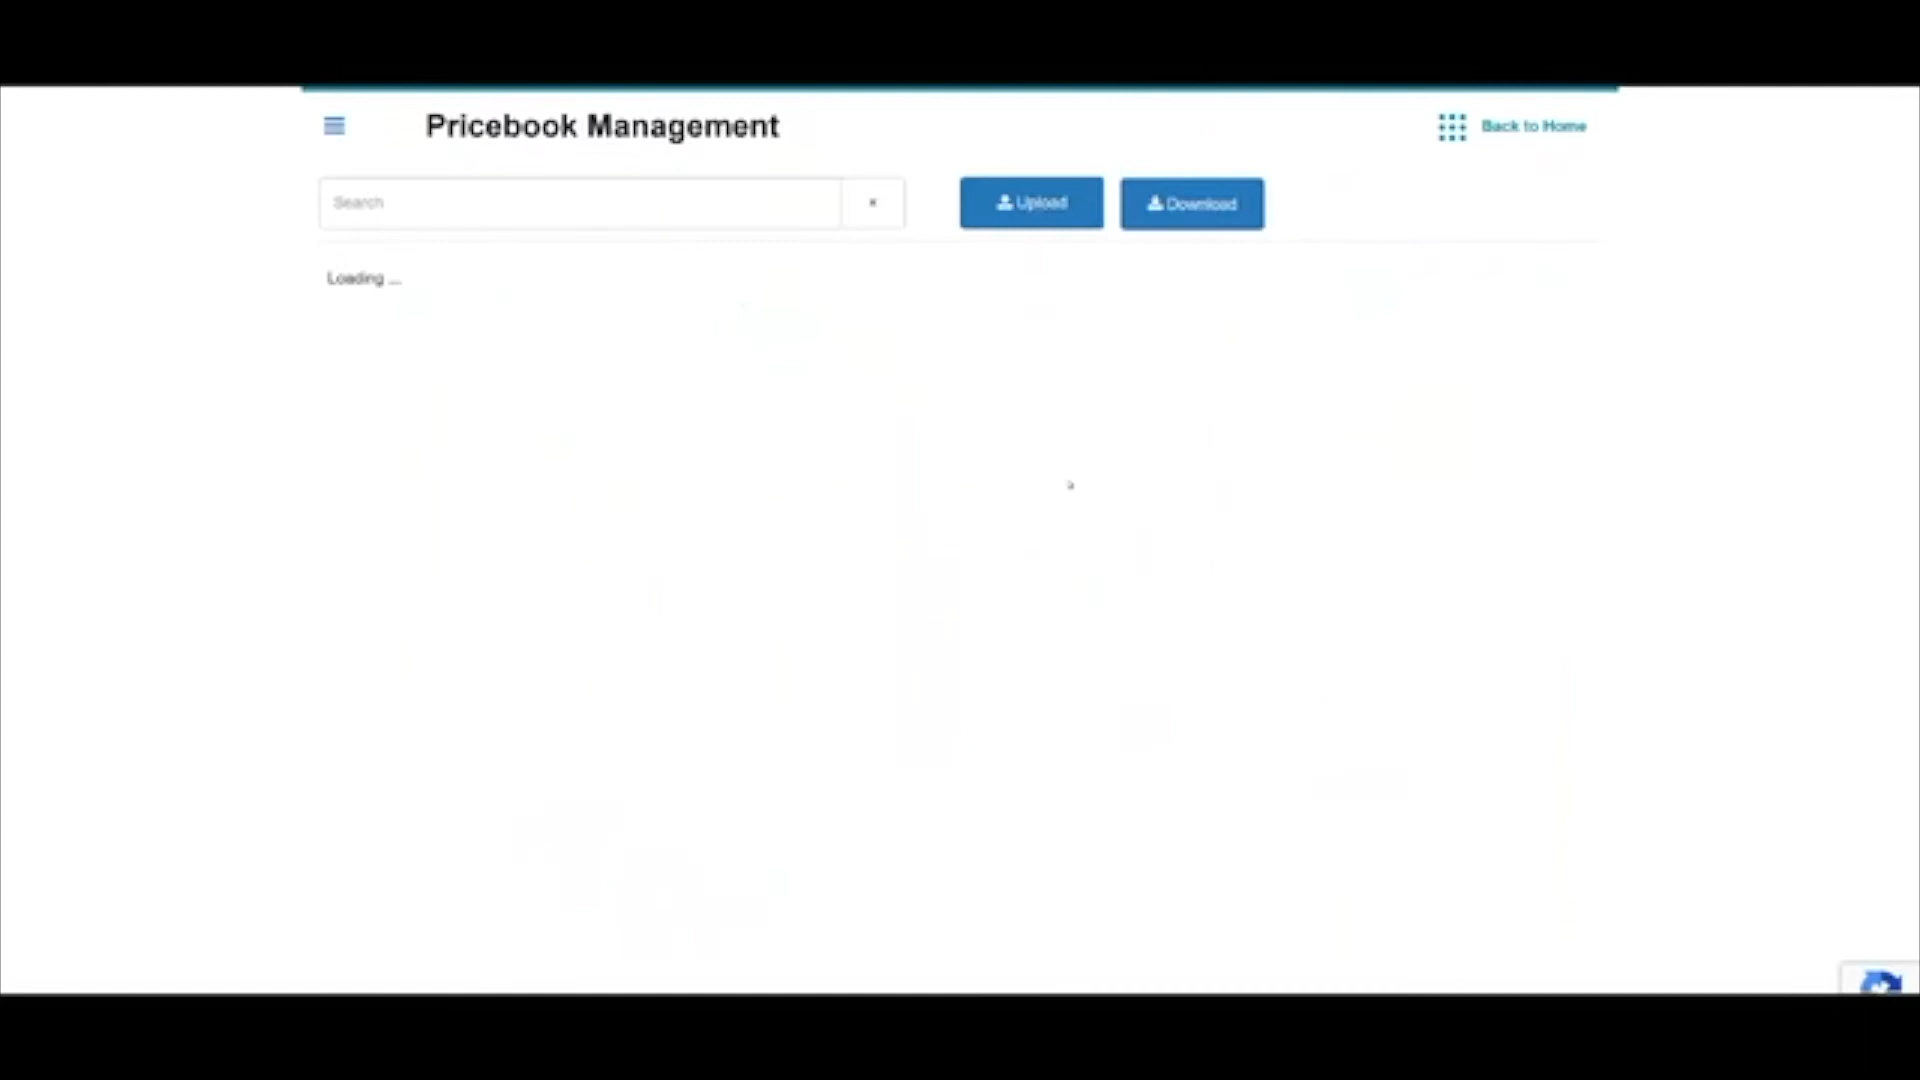 Pricebook Management
Back to Home
Search
×
Upload
Download
Loading ...